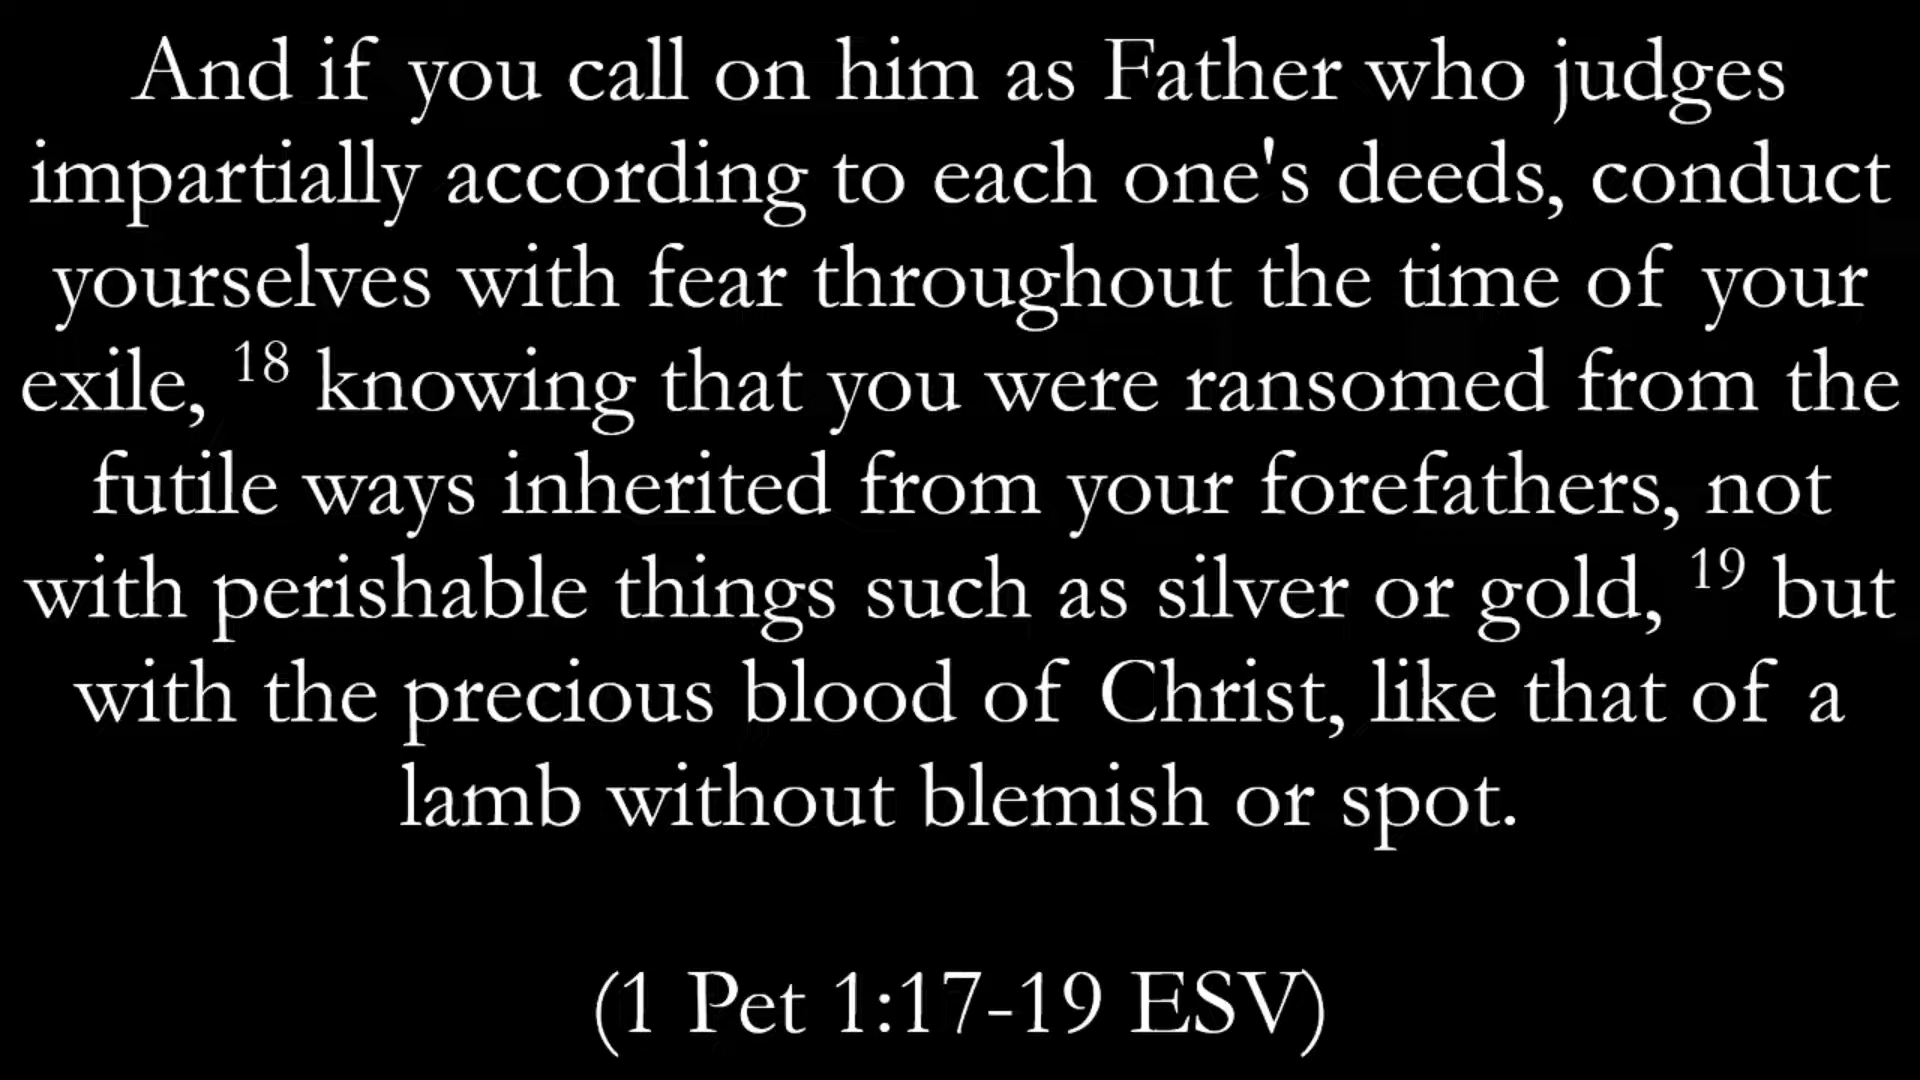 And if you call on him as Father who judges
impartially according to each one's deeds, conduct
yourselves with fear throughout the time of your
exile, 18 knowing that you were ransomed from the
futile ways inherited from your forefathers, not
with perishable things such as silver or gold, 19 but
with the precious blood of Christ, like that of a
lamb without blemish or spot.
(1 Pet 1:17-19 ESV)